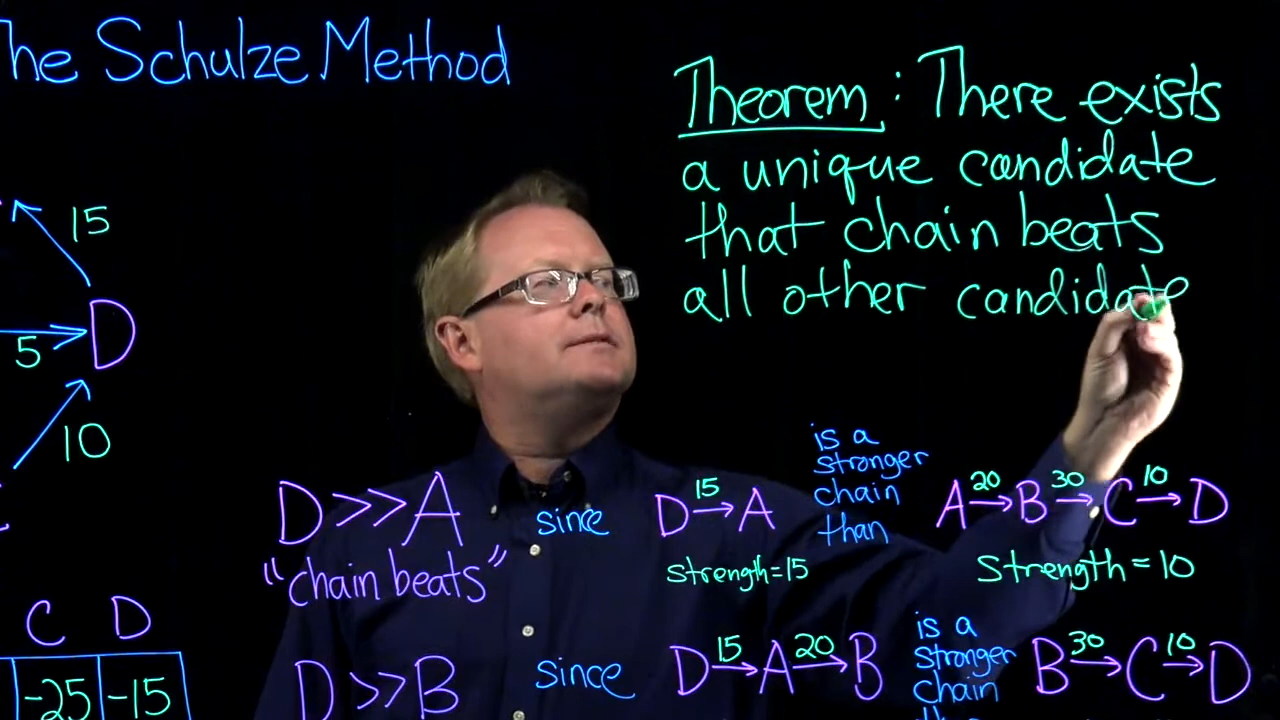 he Schulze Method
Theorem: There exists
a unique candidate
that chain beats
all other candidate
15
D
5
10
D >> A
"chain beats"
since
D 15→ A
Strength=15
is a
stronger
chain
than
A 20→ B 30→ C 10→ D
Strength = 10
C D
-25 -15
D >> B
since
D 15→ A 20→ B
is a
stronger
chain
B 30→ C 10→ D